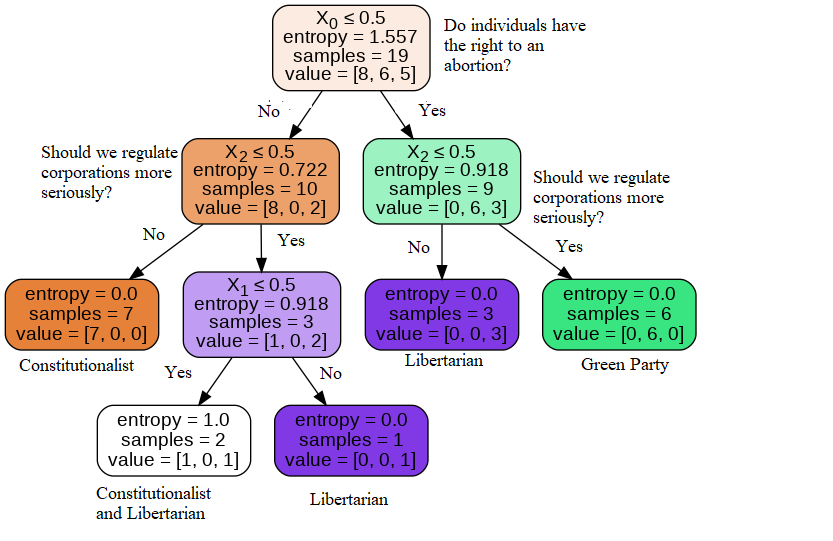 X0 ≤ 0.5
entropy = 1.557
samples = 19
value = [8, 6, 5]
Do individuals have
the right to an
abortion?
No
Yes
Should we regulate
corporations more
seriously?
X2 ≤ 0.5
entropy = 0.722
samples = 10
value = [8, 0, 2]
X2 ≤ 0.5
entropy = 0.918
samples = 9
value = [0, 6, 3]
Should we regulate
corporations more
seriously?
No
Yes
No
Yes
entropy = 0.0
samples = 7
value = [7, 0, 0]
Constitutionalist
X1 ≤ 0.5
entropy = 0.918
samples = 3
value = [1, 0, 2]
entropy = 0.0
samples = 3
value = [0, 0, 3]
Libertarian
entropy = 0.0
samples = 6
value = [0, 6, 0]
Green Party
Yes
No
entropy = 1.0
samples = 2
value = [1, 0, 1]
Constitutionalist
and Libertarian
entropy = 0.0
samples = 1
value = [0, 0, 1]
Libertarian